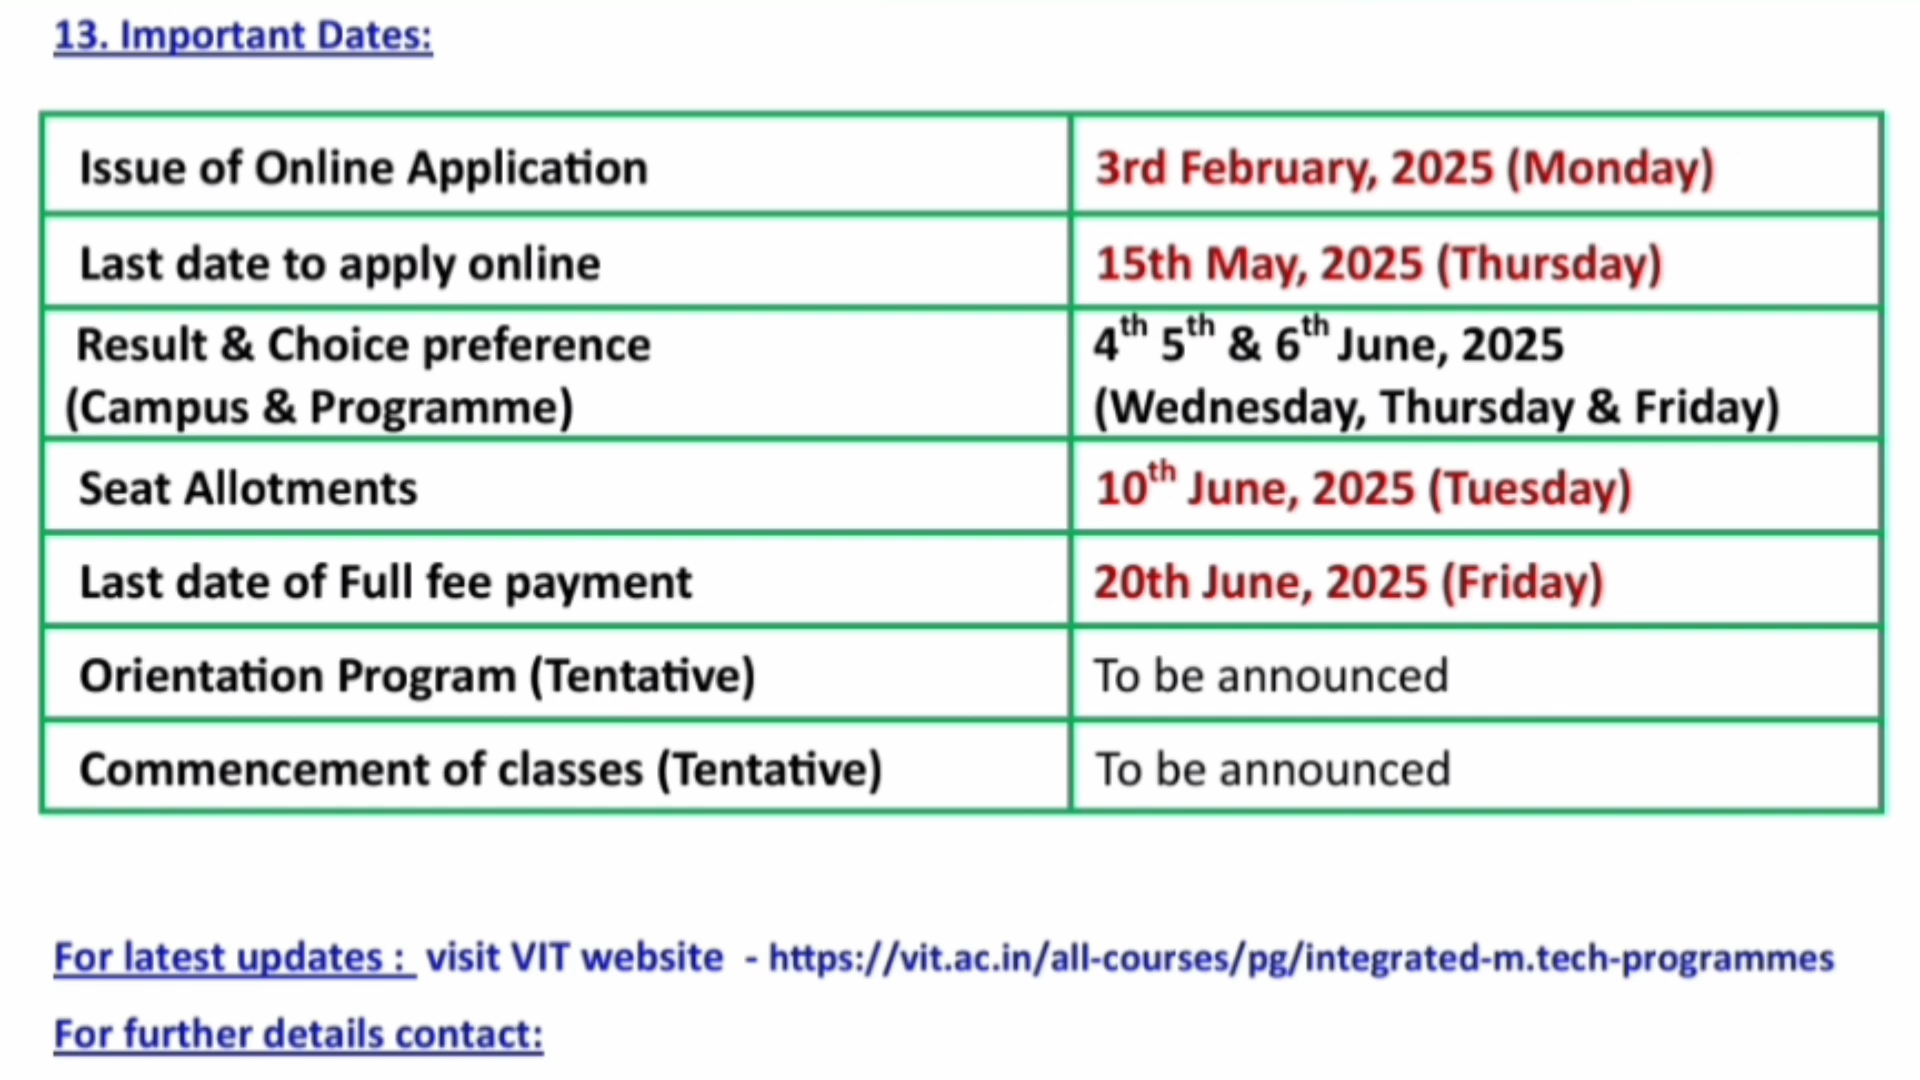 13. Important Dates:
Issue of Online Application 3rd February, 2025 (Monday)
Last date to apply online 15th May, 2025 (Thursday)
Result & Choice preference 4th 5th & 6th June, 2025
(Campus & Programme) (Wednesday, Thursday & Friday)
Seat Allotments 10th June, 2025 (Tuesday)
Last date of Full fee payment 20th June, 2025 (Friday)
Orientation Program (Tentative) To be announced
Commencement of classes (Tentative) To be announced
For latest updates : visit VIT website - https://vit.ac.in/all-courses/pg/integrated-m.tech-programmes
For further details contact: